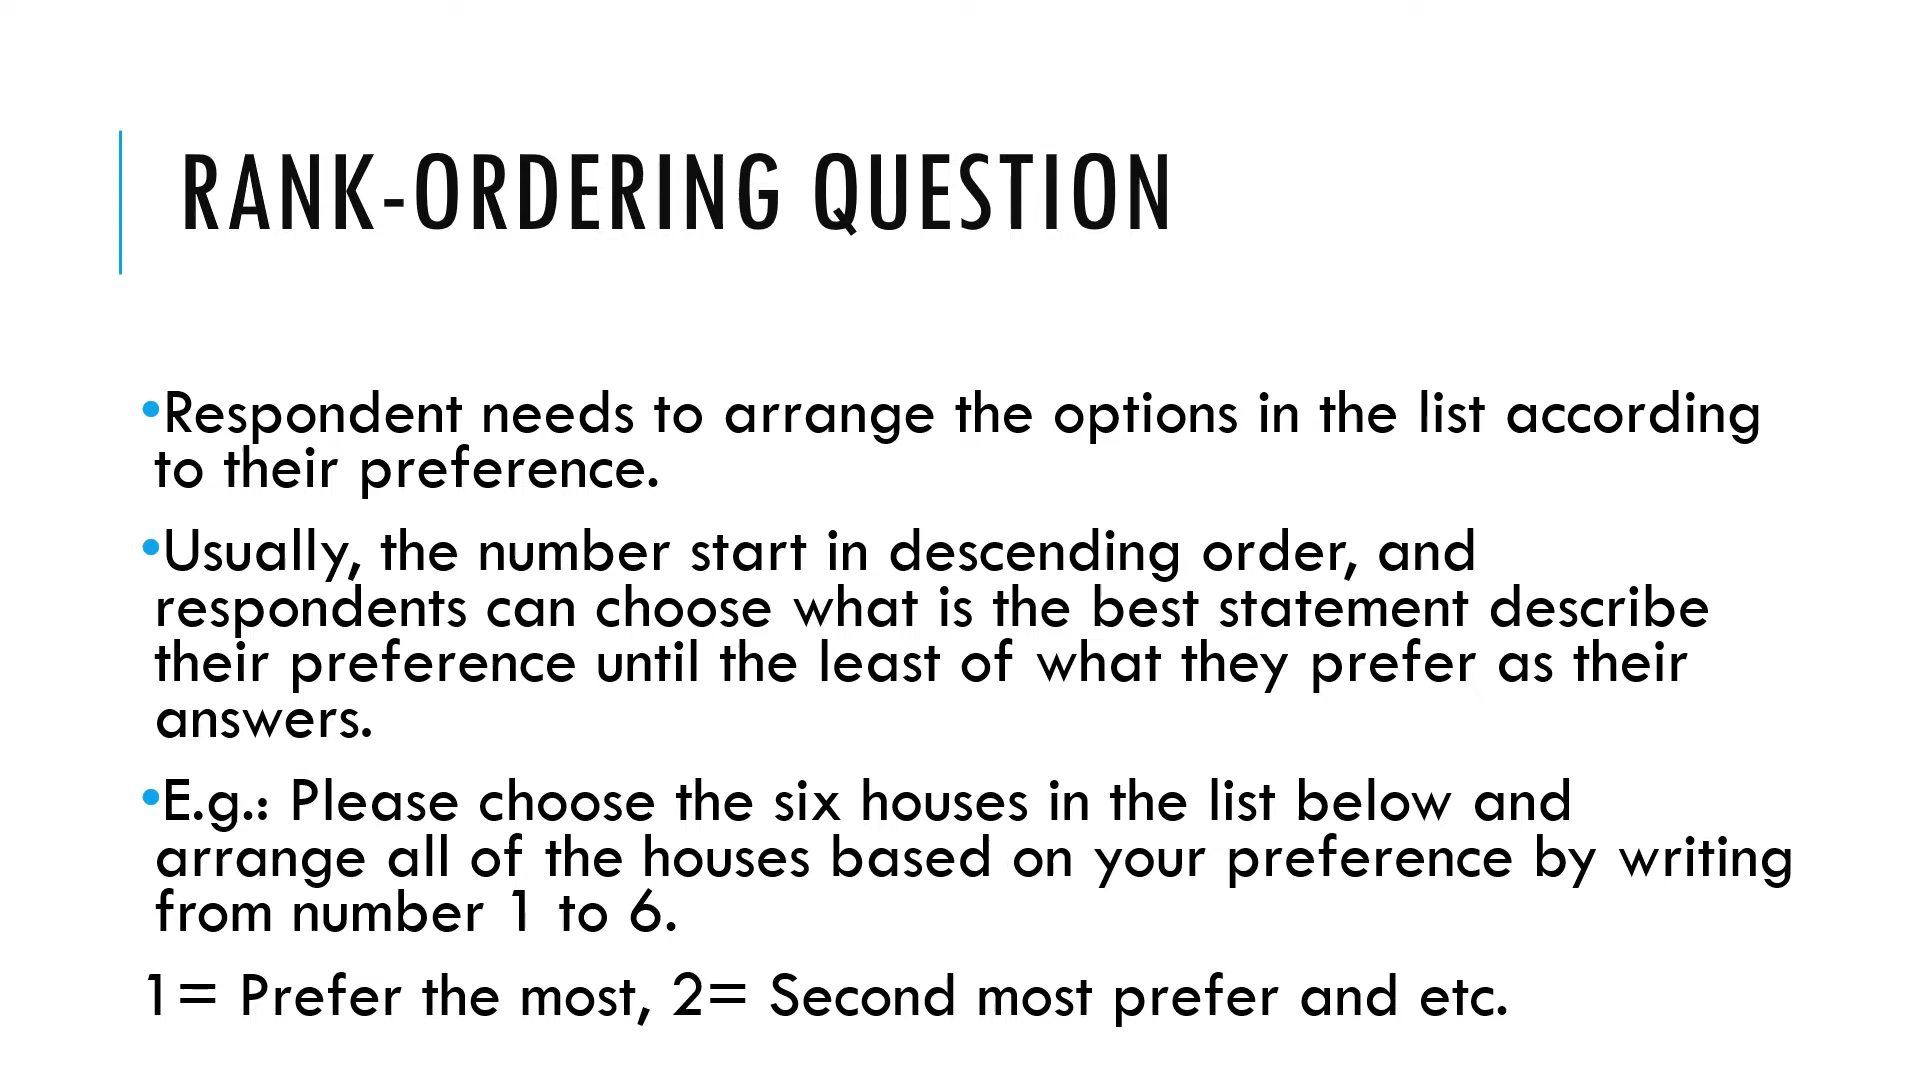 RANK-ORDERING QUESTION
•Respondent needs to arrange the options in the list according
to their preference.
•Usually, the number start in descending order, and
respondents can choose what is the best statement describe
their preference until the least of what they prefer as their
answers.
•E.g.: Please choose the six houses in the list below and
arrange all of the houses based on your preference by writing
from number 1 to 6.
1= Prefer the most, 2= Second most prefer and etc.